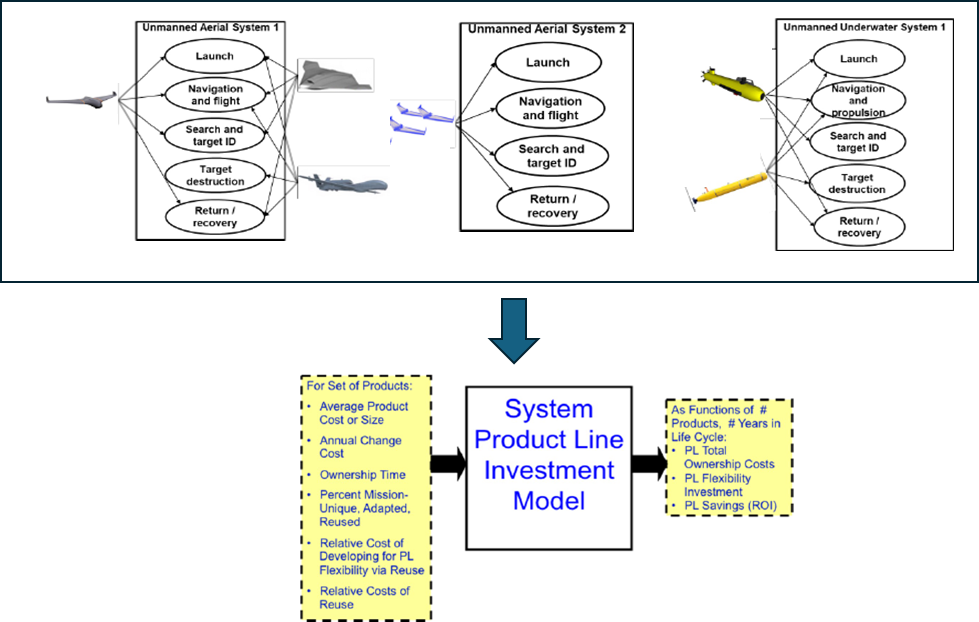 Unmanned Aerial System 1
Launch
Navigation
and flight
Search and
target ID
Target
destruction
Return /
recovery
Unmanned Aerial System 2
Launch
Navigation
and flight
Search and
target ID
Return /
recovery
Unmanned Underwater System 1
Launch
Navigation
and
propulsion
Search and
target ID
Target
destruction
Return /
recovery
For Set of Products:
• Average Product
Cost or Size
• Annual Change
Cost
• Ownership Time
• Percent Mission-
Unique, Adapted,
Reused
• Relative Cost of
Developing for PL
Flexibility via Reuse
• Relative Costs of
Reuse
System
Product Line
Investment
Model
As Functions of #
Products, # Years in
Life Cycle:
• PL Total
Ownership Costs
• PL Flexibility
Investment
• PL Savings (ROI)